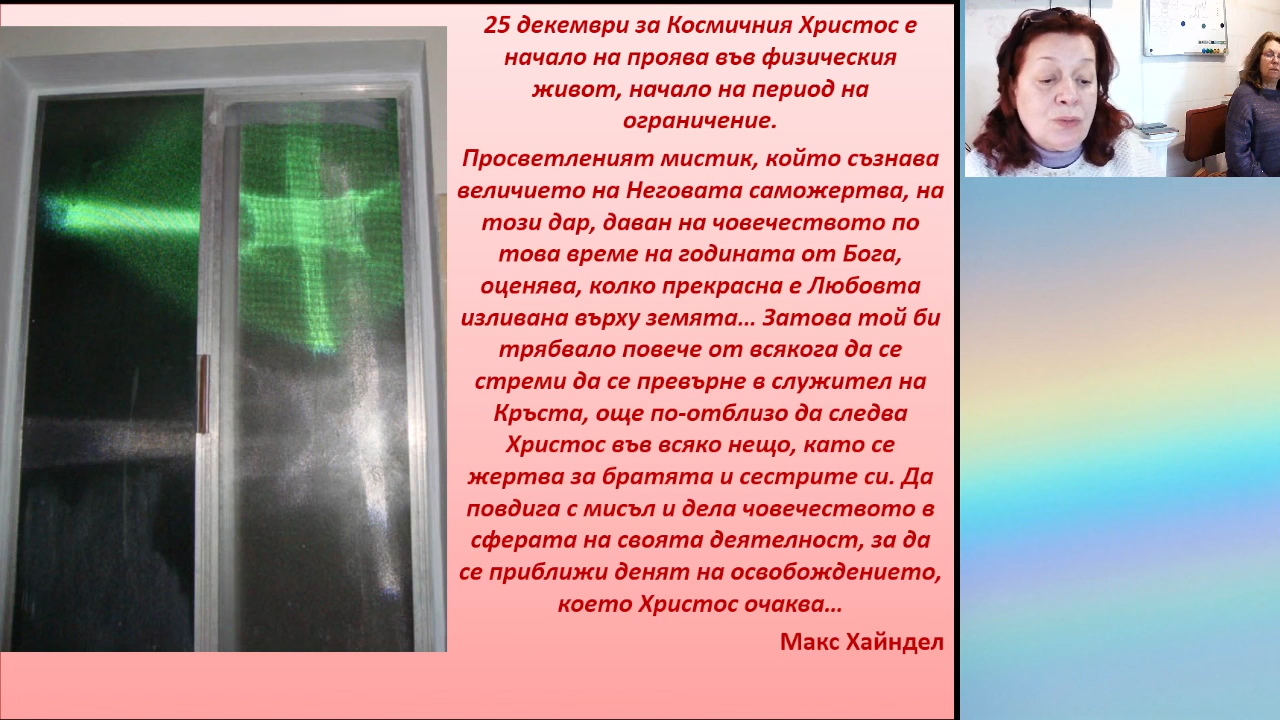 25 декември за Космичния Христос е
начало на проява във физическия
живот, начало на период на
ограничение.
Просветленият мистик, който съзнава
величието на Неговата саможертва, на
този дар, даван на човечеството по
това време на годината от Бога,
оценява, колко прекрасна е Любовта
изливана върху земята... Затова той би
трябвало повече от всякога да се
стреми да се превърне в служител на
Кръста, още по-отблизо да следва
Христос във всяко нещо, като се
жертва за братята и сестрите си. Да
повдига с мисъл и дела човечеството в
сферата на своята деятелност, за да
се приближи денят на освобождението,
което Христос очаква...
Макс Хайндел